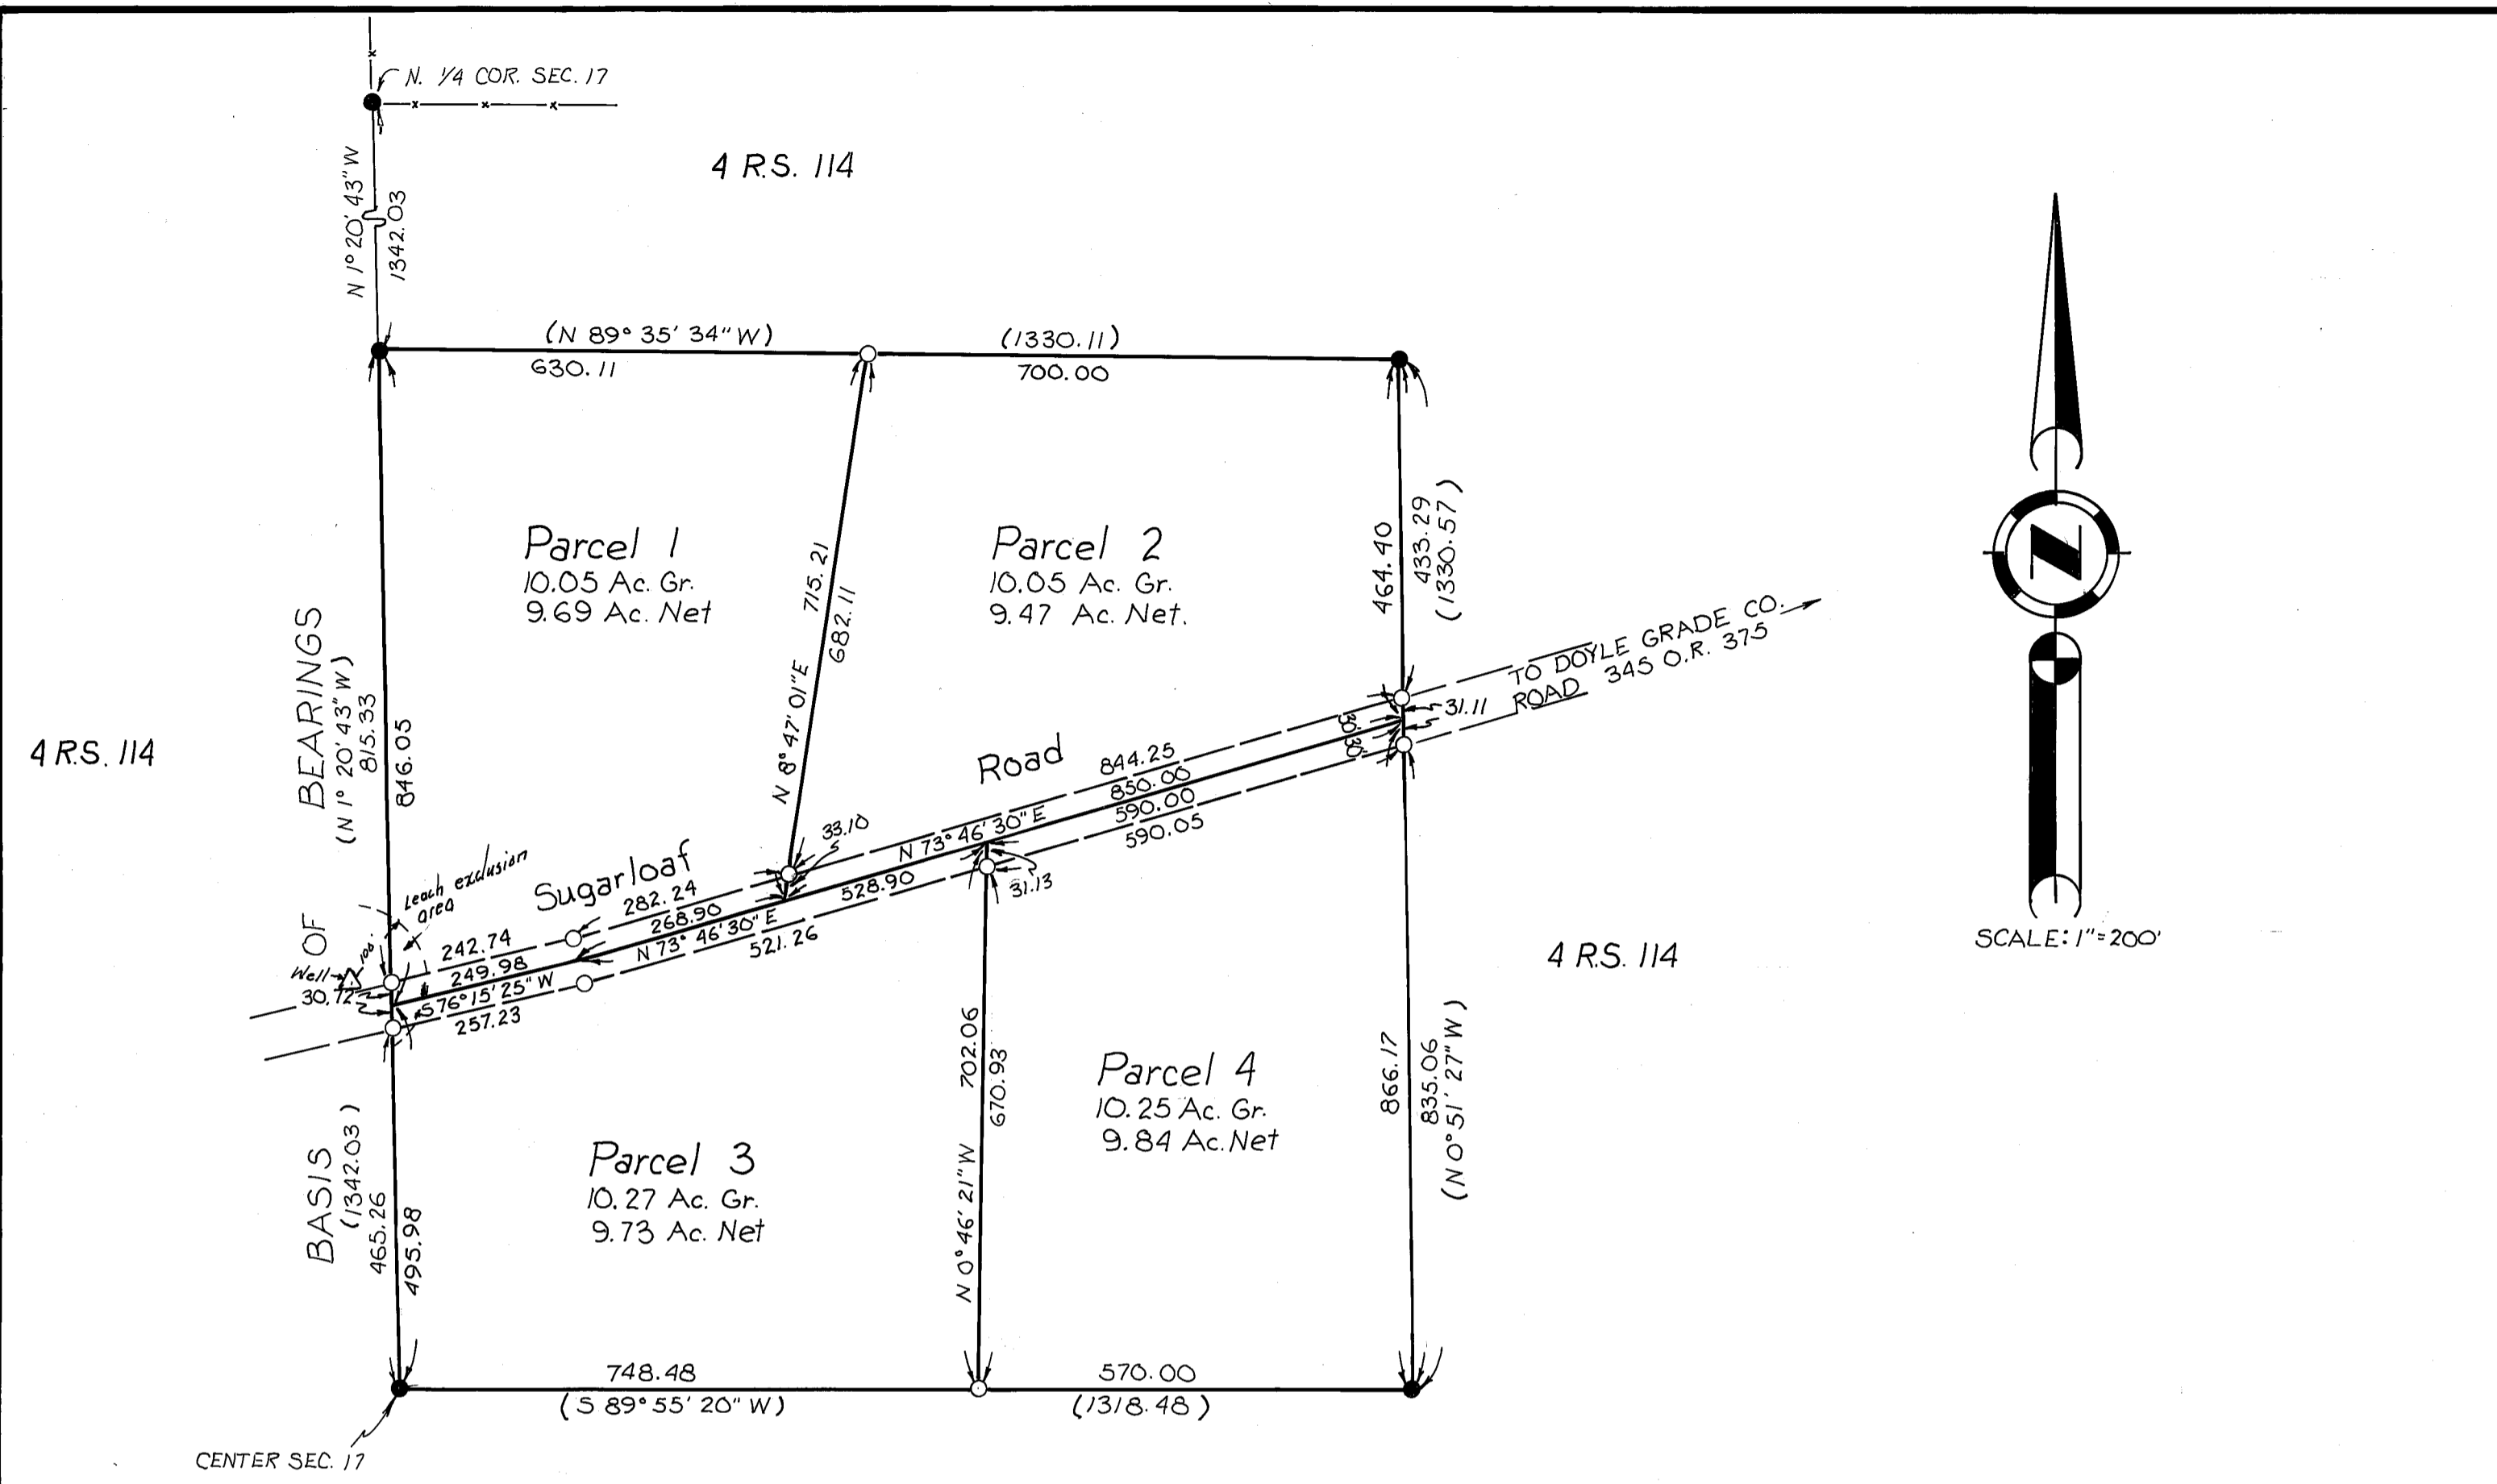 N. 1/4 COR. SEC. 17
4 R.S. 114
N 1° 20' 43" W
1342.03
(N 89° 35' 34" W)
(1330.11)
630.11
700.00
Parcel 1
10.05 Ac. Gr.
9.69 Ac. Net
Parcel 2
10.05 Ac. Gr.
9.47 Ac. Net.
715.21
682.11
N 8° 47' 01" E
464.40
433.29
(1330.57)
TO DOYLE GRADE CO.
ROAD 345 O.R. 375
31.11
30'
30'
4 R.S. 114
BASIS OF BEARINGS
(N 1° 20' 43" W)
815.33
846.05
Leach exclusion
area
100'
Well
30.72
Sugarloaf Road
33.10
844.25
850.00
N 73° 46' 30" E
590.00
590.05
282.24
268.90
N 73° 46' 30" E
528.90
521.26
31.13
242.74
249.98
S 76° 15' 25" W
257.23
N
SCALE: 1"=200'
4 R.S. 114
(1342.03)
465.26
495.98
Parcel 3
10.27 Ac. Gr.
9.73 Ac. Net
702.06
670.93
N 0° 46' 21" W
Parcel 4
10.25 Ac. Gr.
9.84 Ac. Net
866.17
835.06
(N 0° 51' 27" W)
748.48
570.00
(S 89° 55' 20" W)
(1318.48)
CENTER SEC. 17